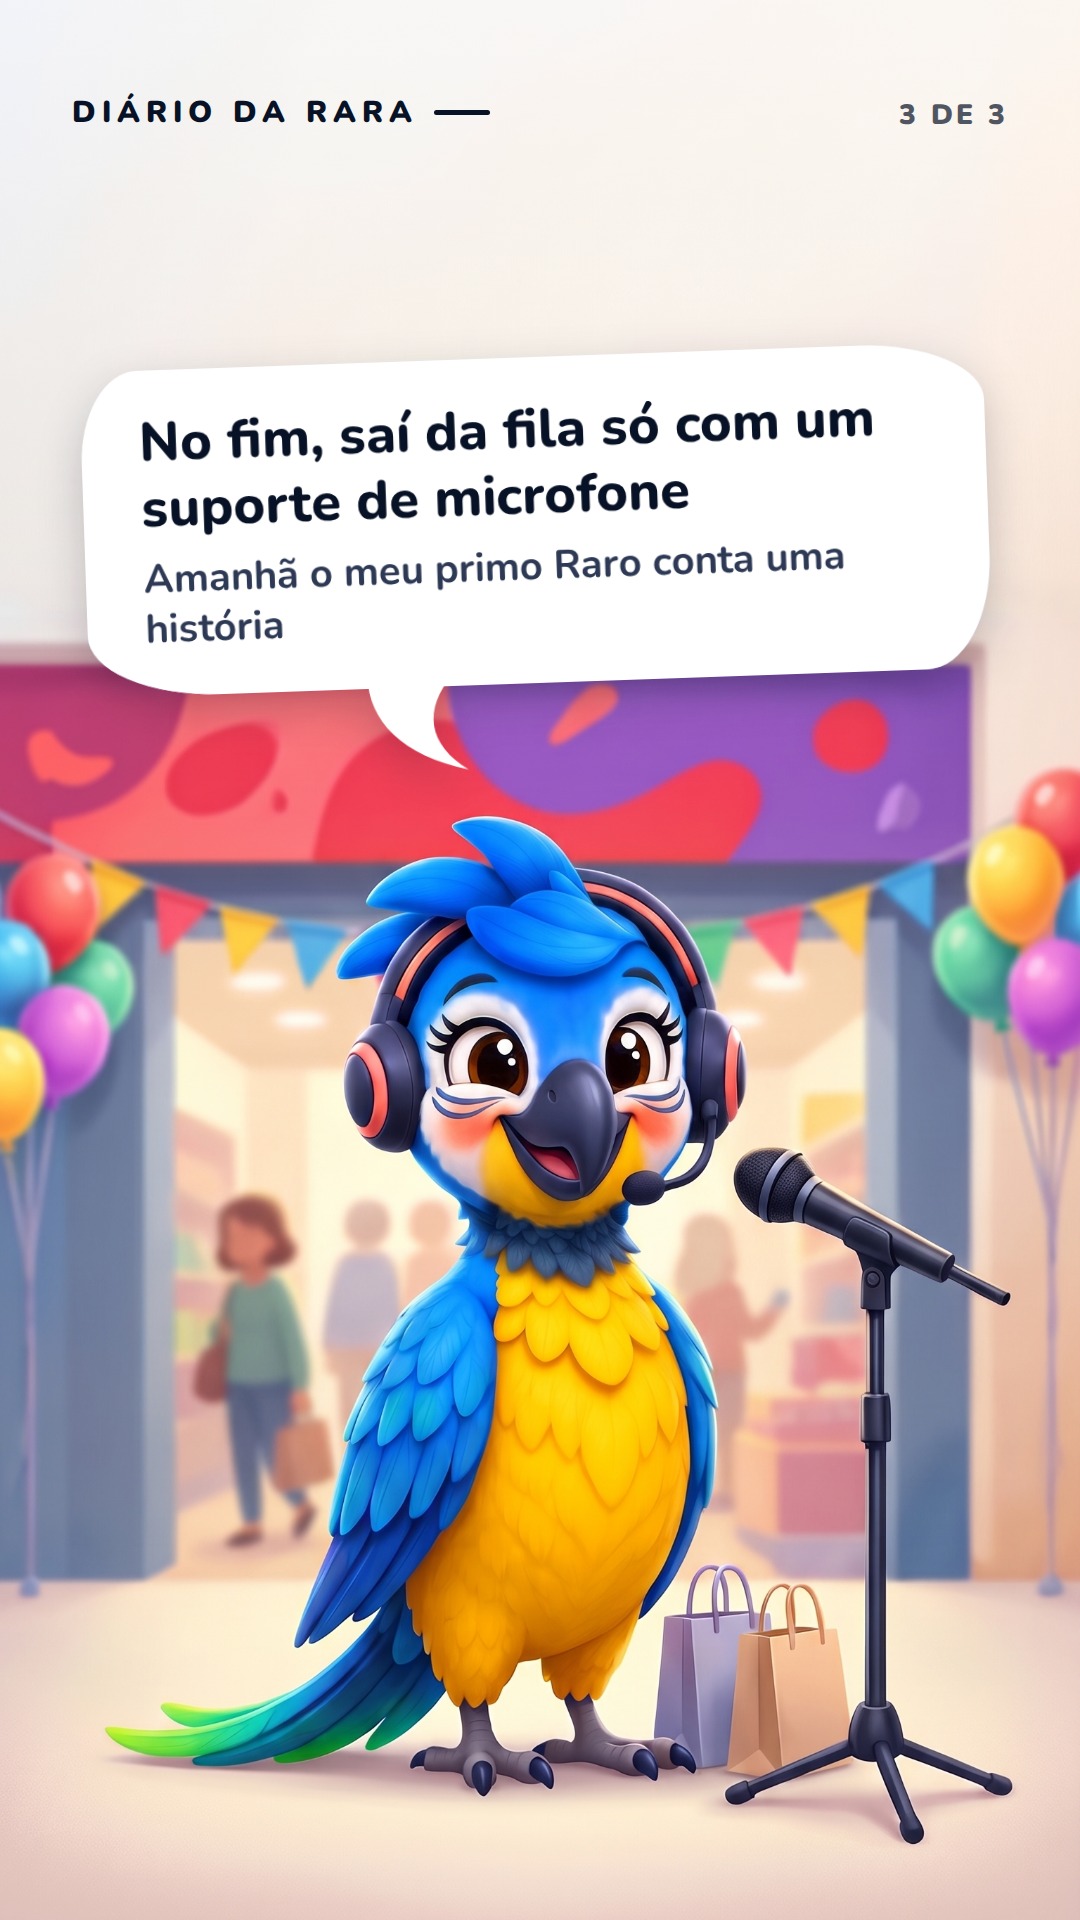 DIÁRIO DA RARA
3 DE 3
No fim, saí da fila só com um
suporte de microfone
Amanhã o meu primo Raro conta uma
história